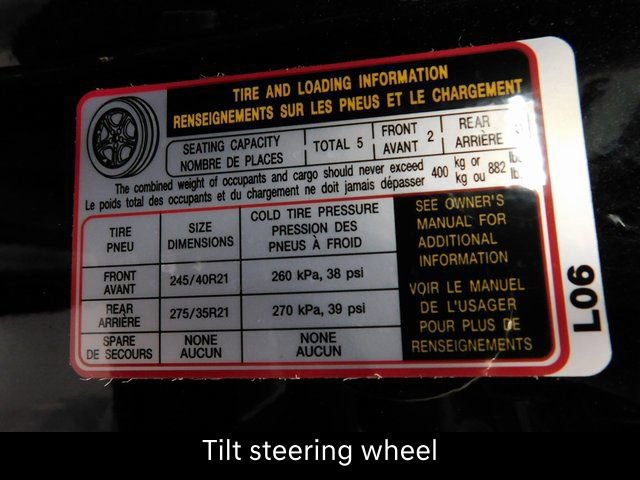 TIRE AND LOADING INFORMATION
RENSEIGNEMENTS SUR LES PNEUS ET LE CHARGEMENT
SEATING CAPACITY
NOMBRE DE PLACES
TOTAL 5
FRONT
AVANT 2
REAR
ARRIÈRE
The combined weight of occupants and cargo should never exceed
Le poids total des occupants et du chargement ne doit jamais dépasser
400 kg or
kg ou
882 lb.
lb.
TIRE
PNEU
SIZE
DIMENSIONS
COLD TIRE PRESSURE
PRESSION DES
PNEUS À FROID
FRONT
AVANT
245/40R21
260 kPa, 38 psi
REAR
ARRIÈRE
275/35R21
270 kPa, 39 psi
SPARE
DE SECOURS
NONE
AUCUN
NONE
AUCUN
SEE OWNER'S
MANUAL FOR
ADDITIONAL
INFORMATION
VOIR LE MANUEL
DE L'USAGER
POUR PLUS DE
RENSEIGNEMENTS
L06
Tilt steering wheel